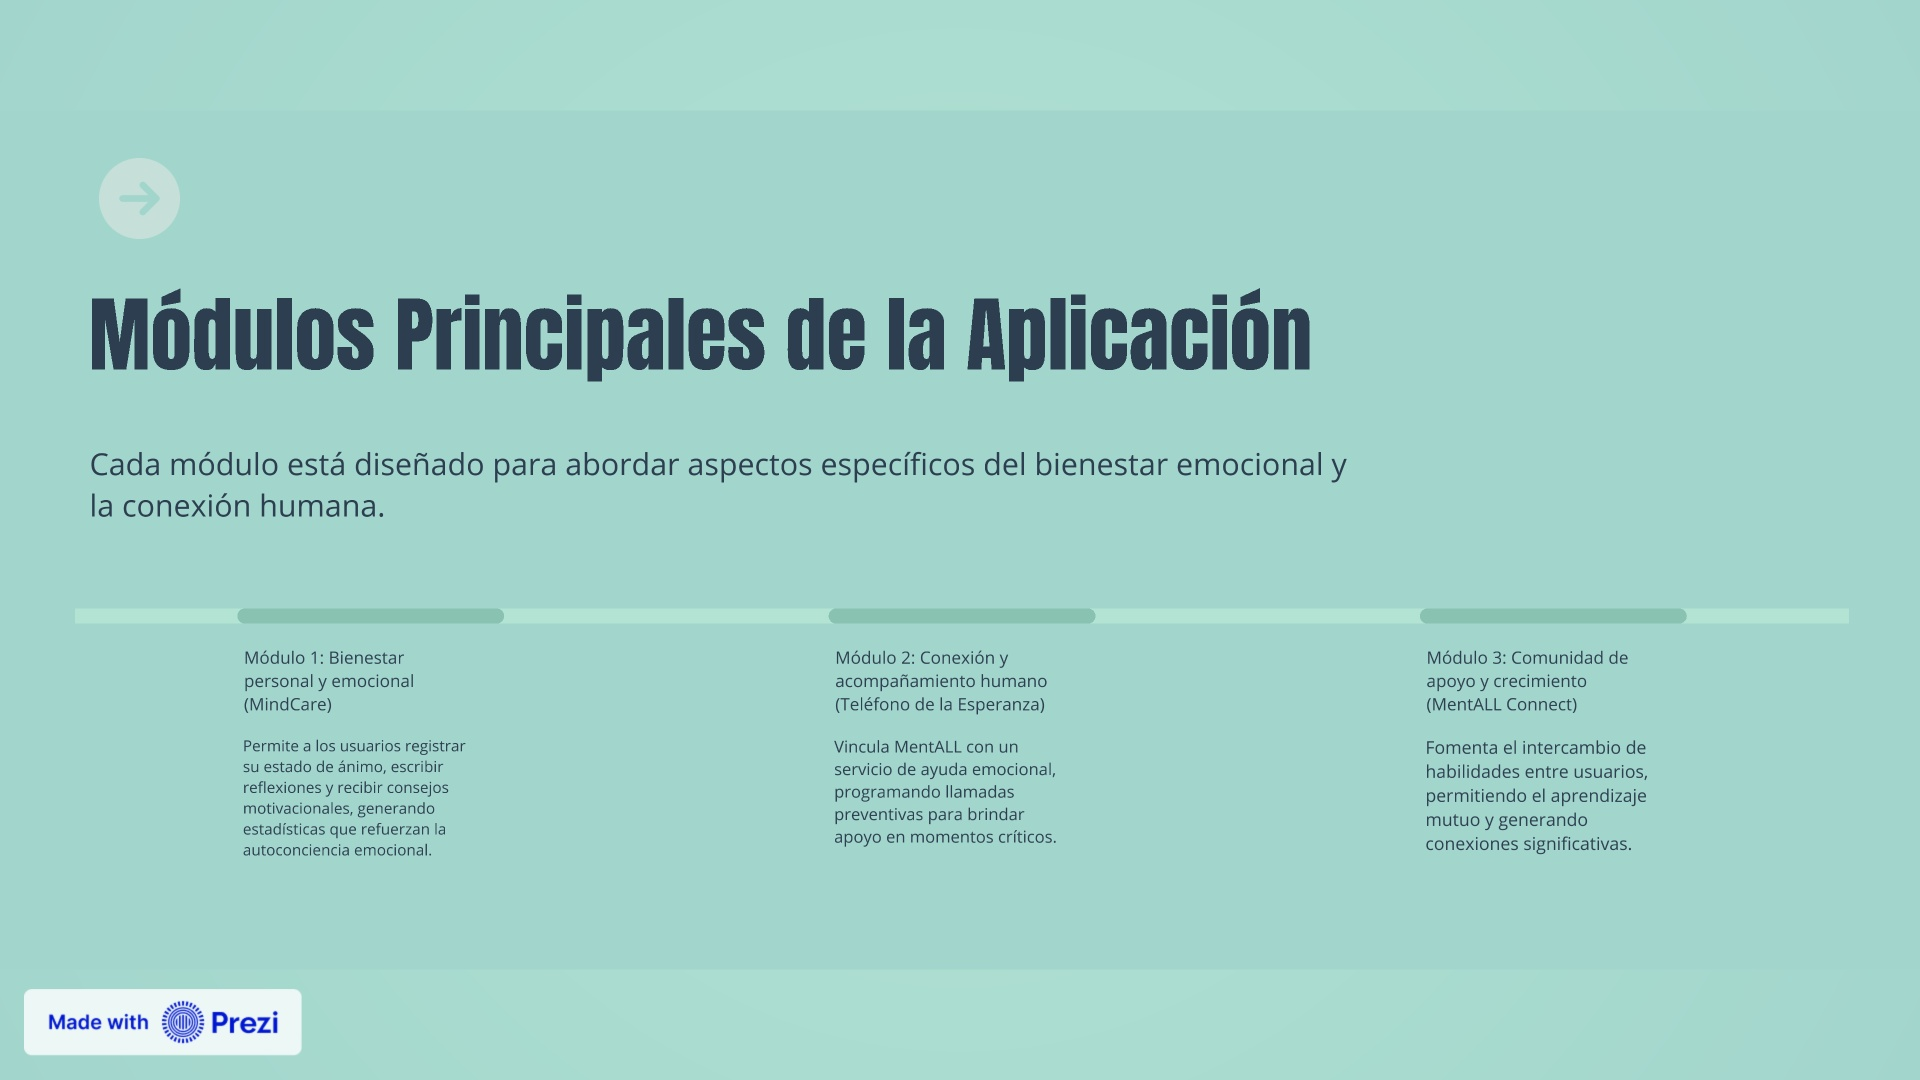 Módulos Principales de la Aplicación
Cada módulo está diseñado para abordar aspectos específicos del bienestar emocional y
la conexión humana.
Módulo 1: Bienestar
personal y emocional
(MindCare)
Permite a los usuarios registrar
su estado de ánimo, escribir
reflexiones y recibir consejos
motivacionales, generando
estadísticas que refuerzan la
autoconciencia emocional.
Módulo 2: Conexión y
acompañamiento humano
(Teléfono de la Esperanza)
Vincula MentALL con un
servicio de ayuda emocional,
programando llamadas
preventivas para brindar
apoyo en momentos críticos.
Módulo 3: Comunidad de
apoyo y crecimiento
(MentALL Connect)
Fomenta el intercambio de
habilidades entre usuarios,
permitiendo el aprendizaje
mutuo y generando
conexiones significativas.
Made with Prezi